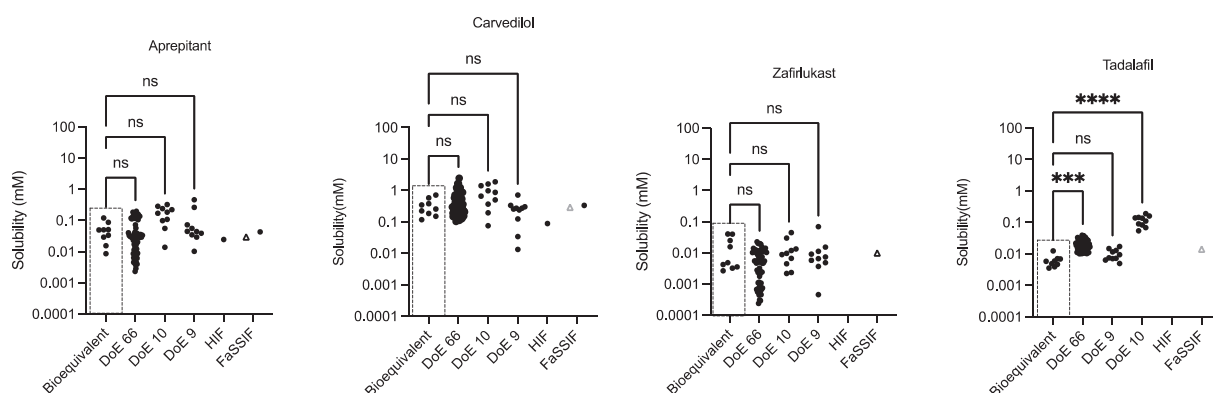 Aprepitant
ns
ns
ns
Solubility (mM)
100
10
1
0.1
0.01
0.001
0.0001
Bioequivalent
DoE 66
DoE 10
DoE 9
HIF
FaSSIF
Carvedilol
ns
ns
ns
Solubility(mM)
100
10
1
0.1
0.01
0.001
0.0001
Bioequivalent
DoE 66
DoE 10
DoE 9
HIF
FaSSIF
Zafirlukast
ns
ns
ns
Solubility (mM)
100
10
1
0.1
0.01
0.001
0.0001
Bioequivalent
DoE 66
DoE 10
DoE 9
HIF
FaSSIF
Tadalafil
****
ns
***
Solubility(mM)
100
10
1
0.1
0.01
0.001
0.0001
Bioequivalent
DoE 66
DoE 9
DoE 10
HIF
FaSSIF